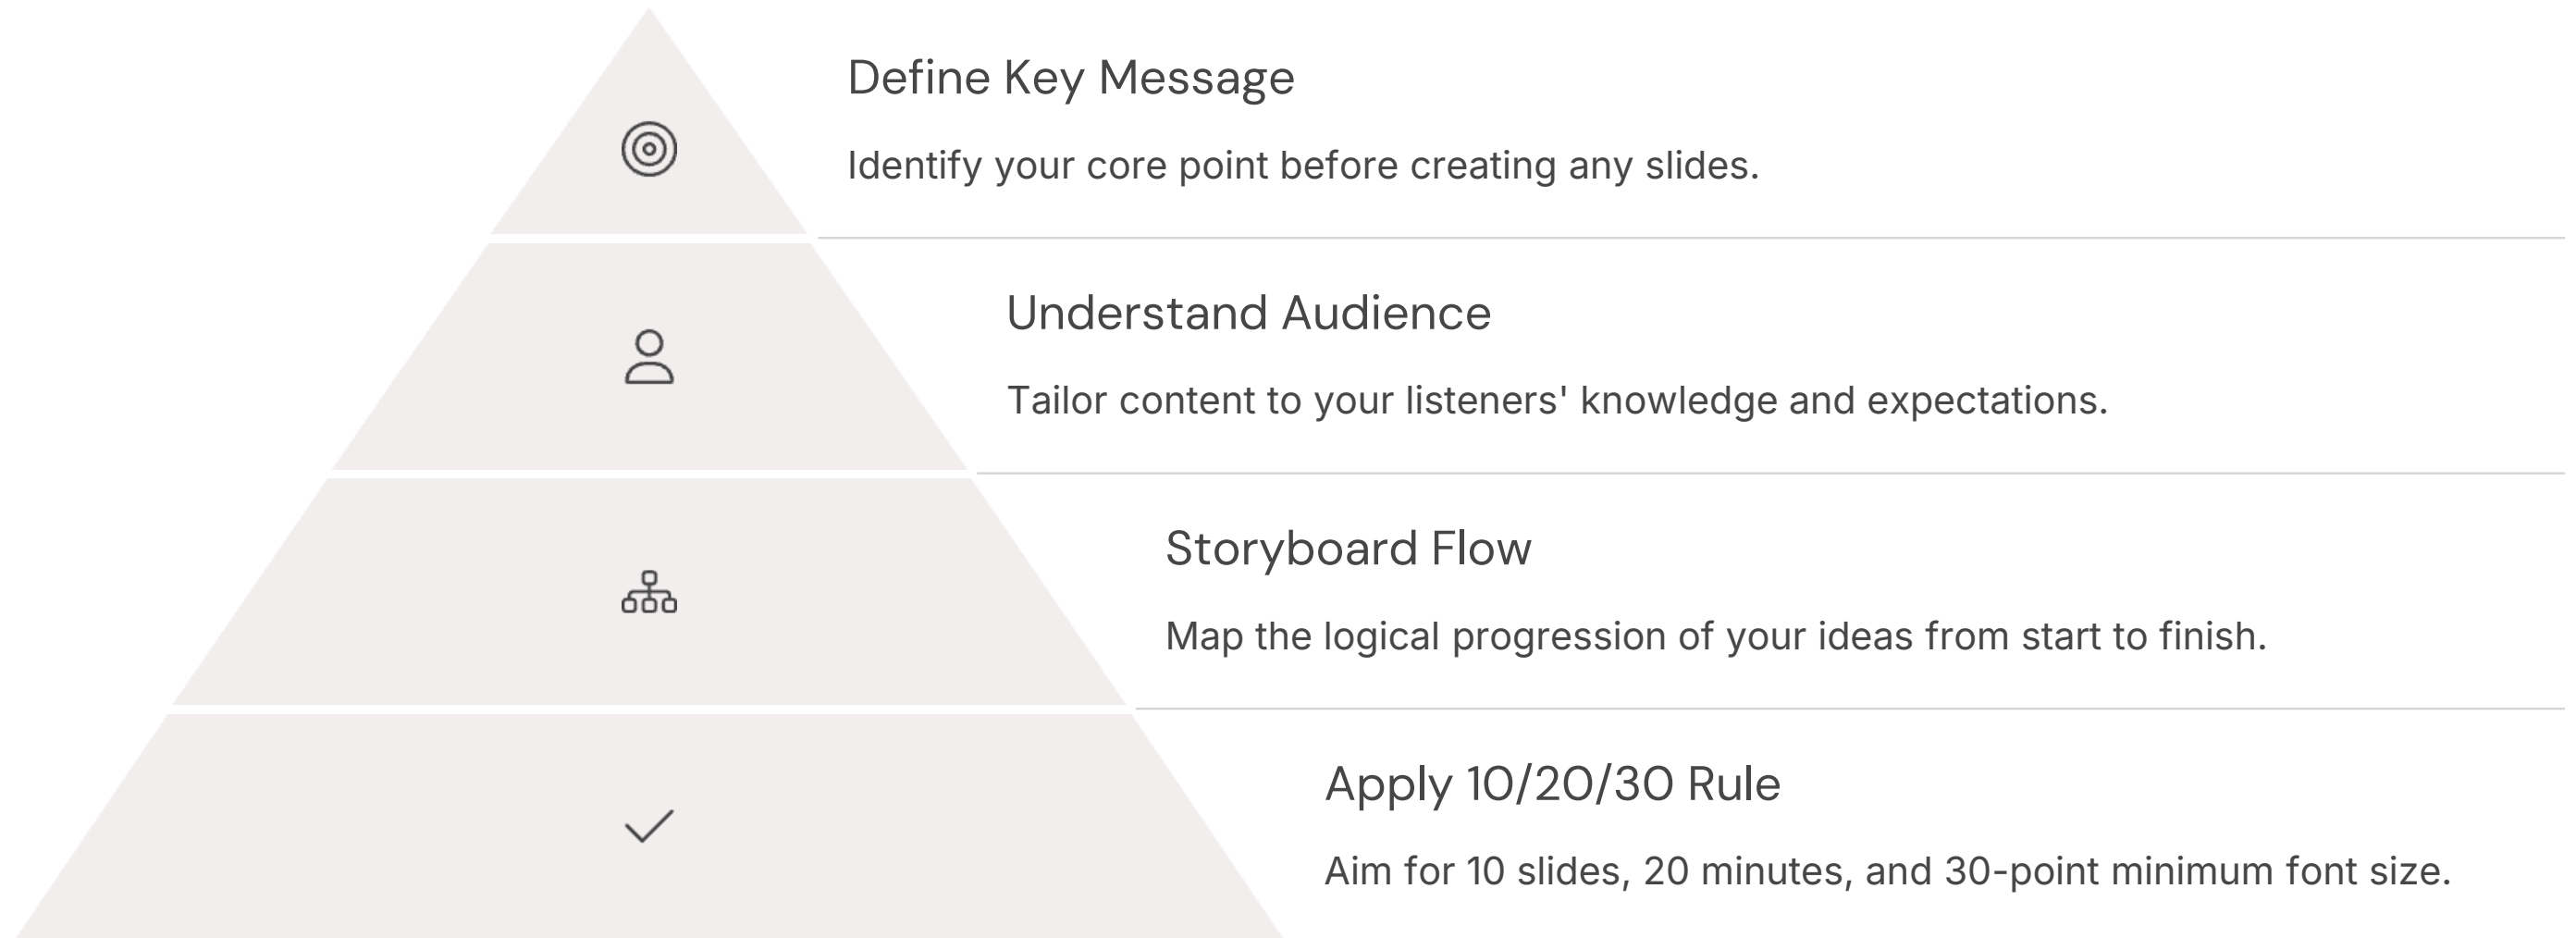 Define Key Message
Identify your core point before creating any slides.
Understand Audience
Tailor content to your listeners' knowledge and expectations.
Storyboard Flow
Map the logical progression of your ideas from start to finish.
Apply 10/20/30 Rule
Aim for 10 slides, 20 minutes, and 30-point minimum font size.